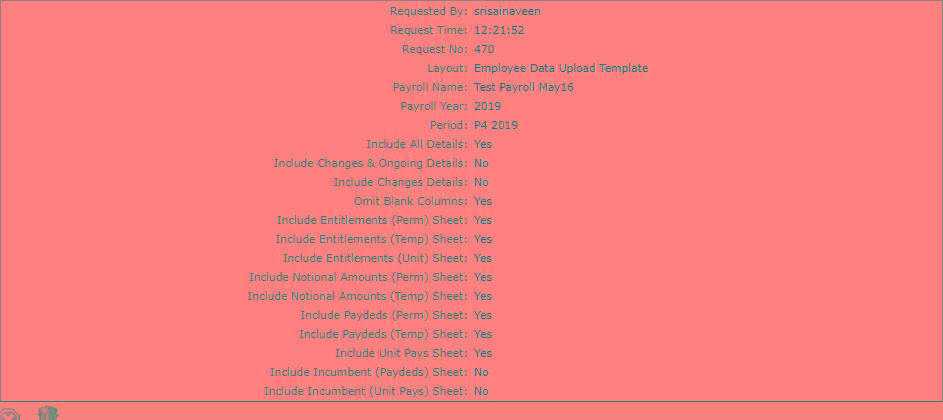 Requested By: srisainaveen
Request Time: 12:21:52
Request No: 470
Layout: Employee Data Upload Template
Payroll Name: Test Payroll May16
Payroll Year: 2019
Period: P4 2019
Include All Details: Yes
Include Changes & Ongoing Details: No
Include Changes Details: No
Omit Blank Columns: Yes
Include Entitlements (Perm) Sheet: Yes
Include Entitlements (Temp) Sheet: Yes
Include Entitlements (Unit) Sheet: Yes
Include Notional Amounts (Perm) Sheet: Yes
Include Notional Amounts (Temp) Sheet: Yes
Include Paydeds (Perm) Sheet: Yes
Include Paydeds (Temp) Sheet: Yes
Include Unit Pays Sheet: Yes
Include Incumbent (Paydeds) Sheet: No
Include Incumbent (Unit Pays) Sheet: No